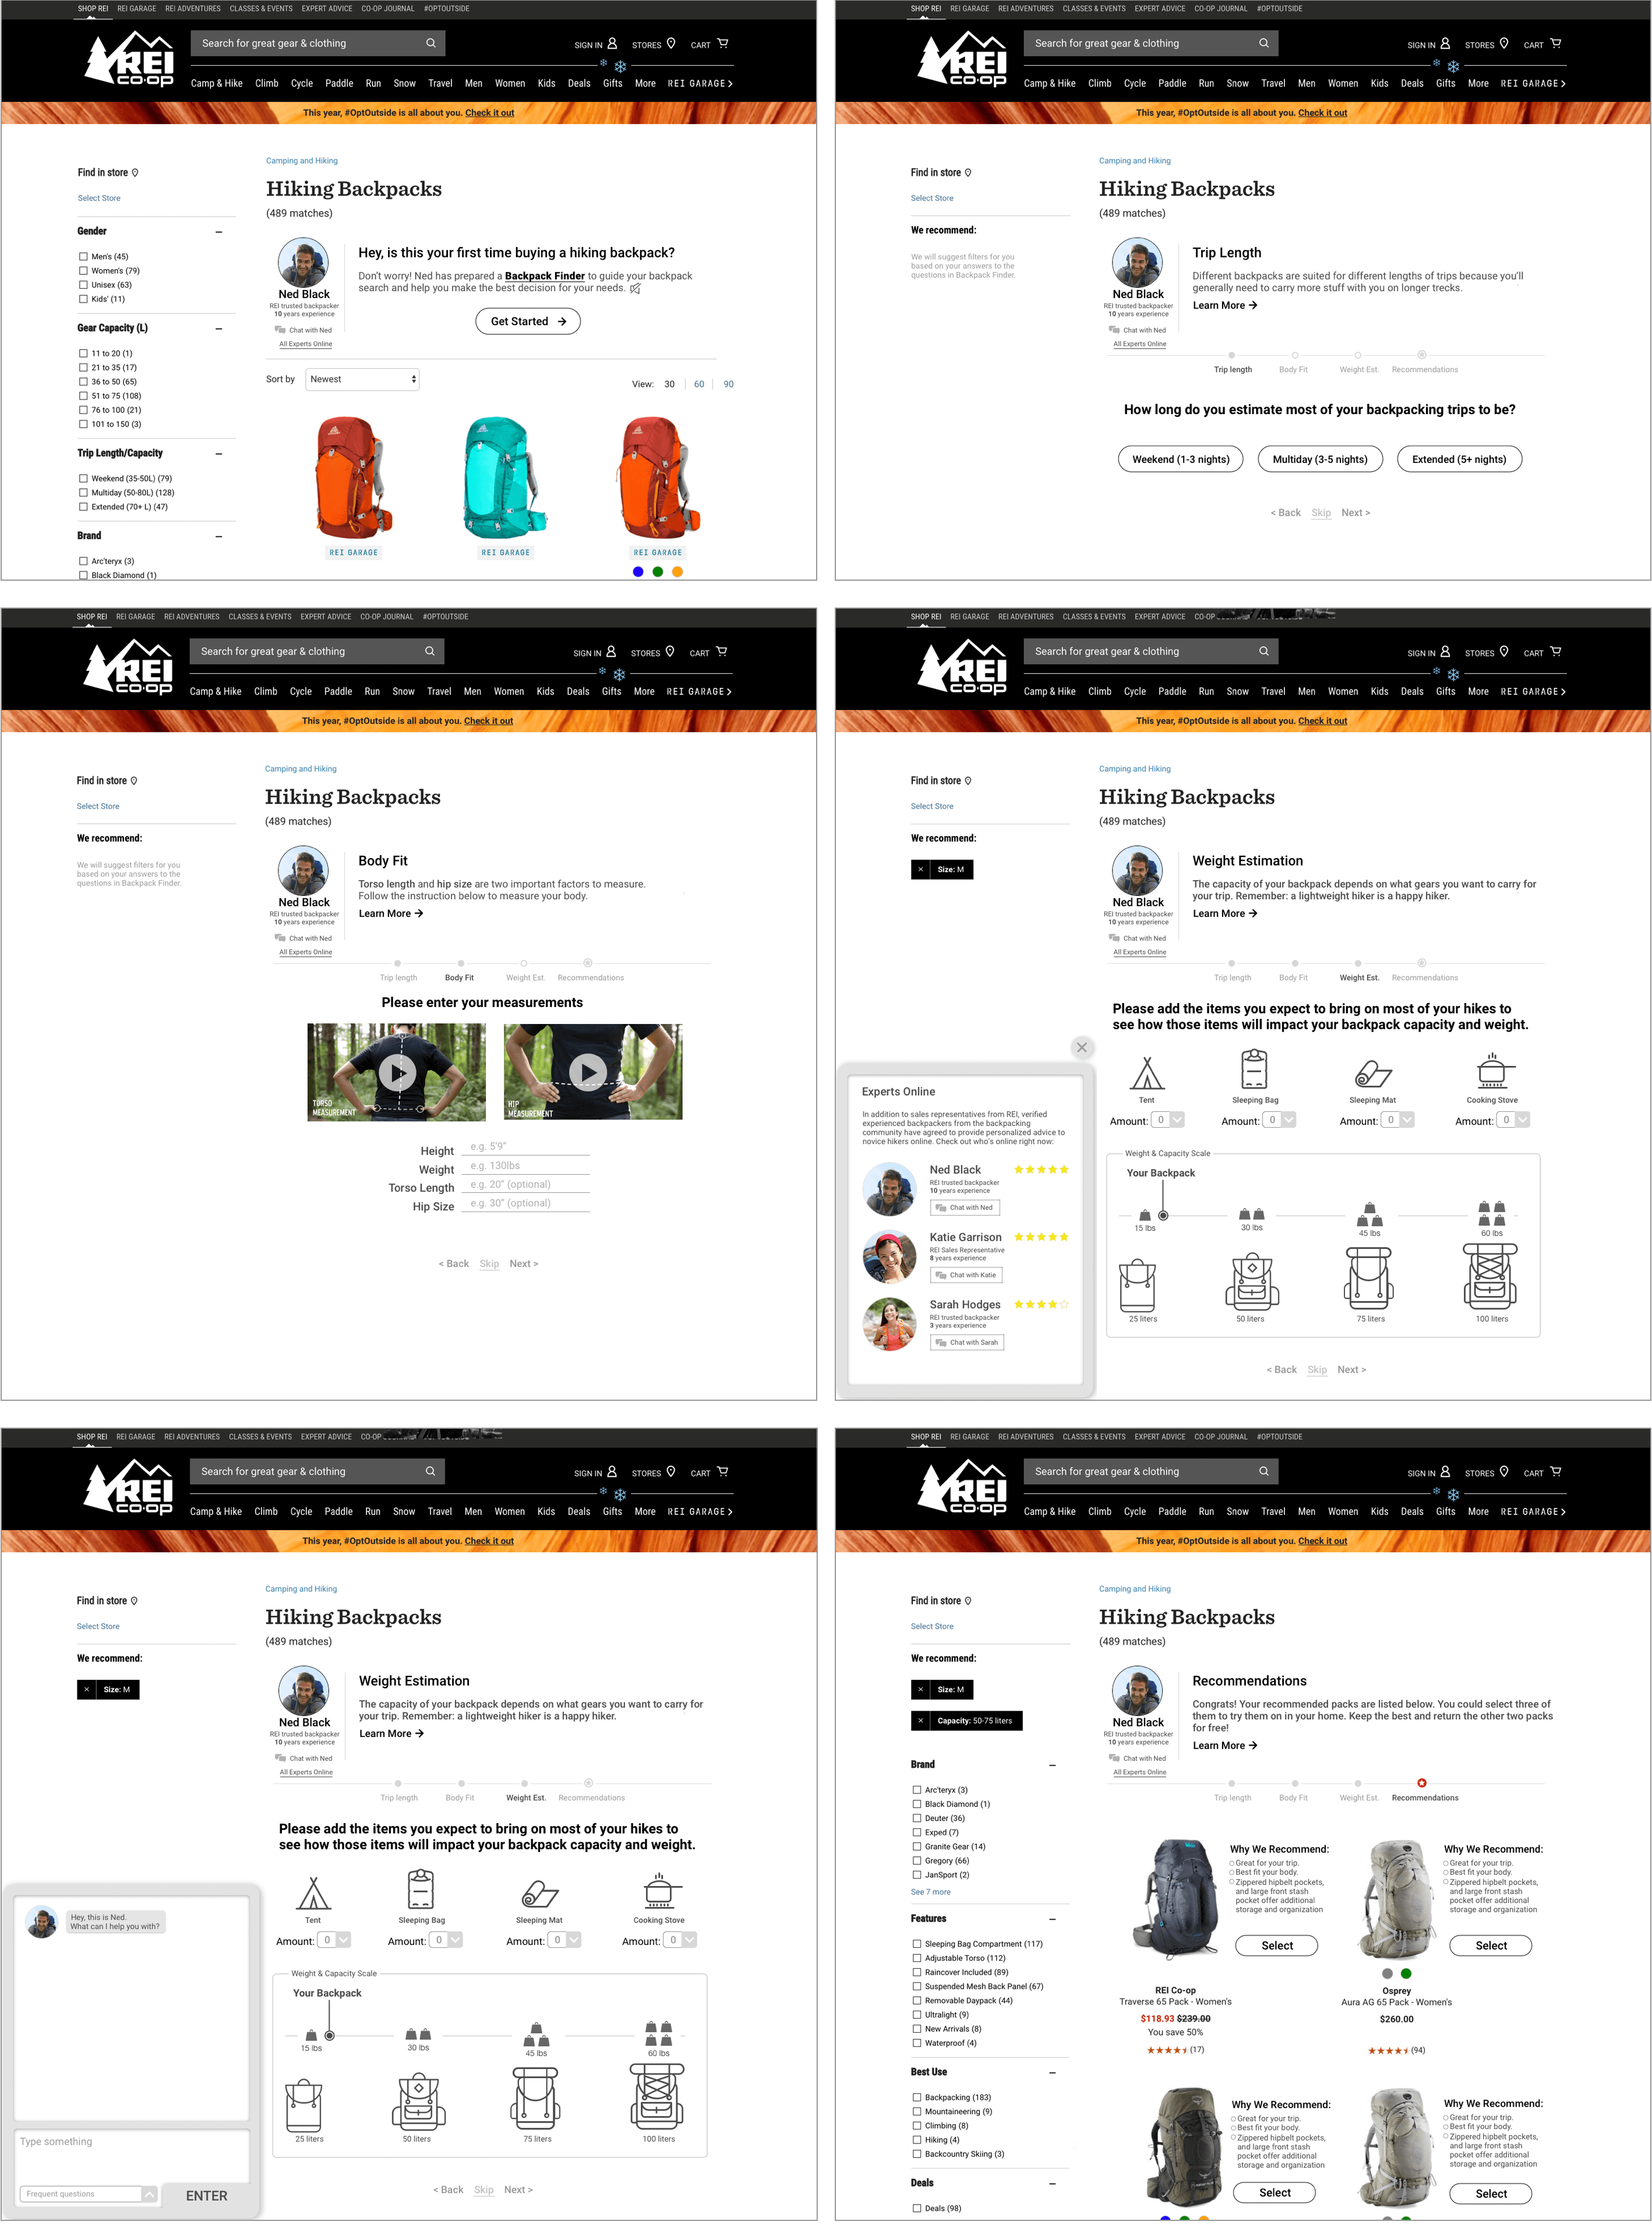 SHOP REI REI GARAGE REI ADVENTURES CLASSES & EVENTS EXPERT ADVICE CO-OP JOURNAL #OPTOUTSIDE
REI
CO·OP
Search for great gear & clothing
SIGN IN STORES CART
Camp & Hike Climb Cycle Paddle Run Snow Travel Men Women Kids Deals Gifts More REI GARAGE >
This year, #OptOutside is all about you. Check it out
Find in store
Select Store
Gender –
Men's (45)
Women's (79)
Unisex (63)
Kids' (11)
Gear Capacity (L) –
11 to 20 (1)
21 to 35 (17)
36 to 50 (65)
51 to 75 (108)
76 to 100 (21)
101 to 150 (3)
Trip Length/Capacity –
Weekend (35-50L) (79)
Multiday (50-80L) (128)
Extended (70+ L) (47)
Brand –
Arc'teryx (3)
Black Diamond (1)
Camping and Hiking
Hiking Backpacks
(489 matches)
Ned Black
REI trusted backpacker
10 years experience
Chat with Ned
All Experts Online
Hey, is this your first time buying a hiking backpack?
Don't worry! Ned has prepared a Backpack Finder to guide your backpack
search and help you make the best decision for your needs.
Get Started →
Sort by Newest
View: 30 | 60 | 90
REI GARAGE
REI GARAGE
REI GARAGE
SHOP REI REI GARAGE REI ADVENTURES CLASSES & EVENTS EXPERT ADVICE CO-OP JOURNAL #OPTOUTSIDE
REI
CO·OP
Search for great gear & clothing
SIGN IN STORES CART
Camp & Hike Climb Cycle Paddle Run Snow Travel Men Women Kids Deals Gifts More REI GARAGE >
This year, #OptOutside is all about you. Check it out
Find in store
Select Store
We recommend:
We will suggest filters for you
based on your answers to the
questions in Backpack Finder.
Camping and Hiking
Hiking Backpacks
(489 matches)
Ned Black
REI trusted backpacker
10 years experience
Chat with Ned
All Experts Online
Trip Length
Different backpacks are suited for different lengths of trips because you'll
generally need to carry more stuff with you on longer trecks.
Learn More →
Trip length Body Fit Weight Est. Recommendations
How long do you estimate most of your backpacking trips to be?
Weekend (1-3 nights) Multiday (3-5 nights) Extended (5+ nights)
< Back Skip Next >
SHOP REI REI GARAGE REI ADVENTURES CLASSES & EVENTS EXPERT ADVICE CO-OP JOURNAL #OPTOUTSIDE
REI
CO·OP
Search for great gear & clothing
SIGN IN STORES CART
Camp & Hike Climb Cycle Paddle Run Snow Travel Men Women Kids Deals Gifts More REI GARAGE >
This year, #OptOutside is all about you. Check it out
Find in store
Select Store
We recommend:
We will suggest filters for you
based on your answers to the
questions in Backpack Finder.
Camping and Hiking
Hiking Backpacks
(489 matches)
Ned Black
REI trusted backpacker
10 years experience
Chat with Ned
All Experts Online
Body Fit
Torso length and hip size are two important factors to measure.
Follow the instruction below to measure your body.
Learn More →
Trip length Body Fit Weight Est. Recommendations
Please enter your measurements
TORSO
MEASUREMENT
HIP
MEASUREMENT
Height e.g. 5'9"
Weight e.g. 130lbs
Torso Length e.g. 20" (optional)
Hip Size e.g. 30" (optional)
< Back Skip Next >
SHOP REI REI GARAGE REI ADVENTURES CLASSES & EVENTS EXPERT ADVICE CO-OP
REI
CO·OP
Search for great gear & clothing
SIGN IN STORES CART
Camp & Hike Climb Cycle Paddle Run Snow Travel Men Women Kids Deals Gifts More REI GARAGE >
This year, #OptOutside is all about you. Check it out
Find in store
Select Store
We recommend:
× Size: M
Camping and Hiking
Hiking Backpacks
(489 matches)
Ned Black
REI trusted backpacker
10 years experience
Chat with Ned
All Experts Online
Weight Estimation
The capacity of your backpack depends on what gears you want to carry for
your trip. Remember: a lightweight hiker is a happy hiker.
Learn More →
Trip length Body Fit Weight Est. Recommendations
Please add the items you expect to bring on most of your hikes to
see how those items will impact your backpack capacity and weight.
Tent Sleeping Bag Sleeping Mat Cooking Stove
Amount: 0 Amount: 0 Amount: 0 Amount: 0
Weight & Capacity Scale
Your Backpack
15 lbs 30 lbs 45 lbs 60 lbs
25 liters 50 liters 75 liters 100 liters
< Back Skip Next >
Experts Online
In addition to sales representatives from REI, verified
experienced backpackers from the backpacking
community have agreed to provide personalized advice to
novice hikers online. Check out who's online right now:
Ned Black
REI trusted backpacker
10 years experience
Chat with Ned
Katie Garrison
REI Sales Representative
8 years experience
Chat with Katie
Sarah Hodges
REI trusted backpacker
3 years experience
Chat with Sarah
SHOP REI REI GARAGE REI ADVENTURES CLASSES & EVENTS EXPERT ADVICE CO-OP
REI
CO·OP
Search for great gear & clothing
SIGN IN STORES CART
Camp & Hike Climb Cycle Paddle Run Snow Travel Men Women Kids Deals Gifts More REI GARAGE >
This year, #OptOutside is all about you. Check it out
Find in store
Select Store
We recommend:
× Size: M
Camping and Hiking
Hiking Backpacks
(489 matches)
Ned Black
REI trusted backpacker
10 years experience
Chat with Ned
All Experts Online
Weight Estimation
The capacity of your backpack depends on what gears you want to carry for
your trip. Remember: a lightweight hiker is a happy hiker.
Learn More →
Trip length Body Fit Weight Est. Recommendations
Please add the items you expect to bring on most of your hikes to
see how those items will impact your backpack capacity and weight.
Tent Sleeping Bag Sleeping Mat Cooking Stove
Amount: 0 Amount: 0 Amount: 0 Amount: 0
Weight & Capacity Scale
Your Backpack
15 lbs 30 lbs 45 lbs 60 lbs
25 liters 50 liters 75 liters 100 liters
< Back Skip Next >
Hey, this is Ned.
What can I help you with?
Type something
Frequent questions
ENTER
SHOP REI REI GARAGE REI ADVENTURES CLASSES & EVENTS EXPERT ADVICE CO-OP JOURNAL #OPTOUTSIDE
REI
CO·OP
Search for great gear & clothing
SIGN IN STORES CART
Camp & Hike Climb Cycle Paddle Run Snow Travel Men Women Kids Deals Gifts More REI GARAGE >
This year, #OptOutside is all about you. Check it out
Find in store
Select Store
We recommend:
× Size: M
× Capacity: 50-75 liters
Brand –
Arc'teryx (3)
Black Diamond (1)
Deuter (36)
Exped (7)
Granite Gear (14)
Gregory (66)
JanSport (2)
See 7 more
Features –
Sleeping Bag Compartment (117)
Adjustable Torso (112)
Raincover Included (89)
Suspended Mesh Back Panel (67)
Removable Daypack (44)
Ultralight (9)
New Arrivals (8)
Waterproof (4)
Best Use –
Backpacking (183)
Mountaineering (9)
Climbing (8)
Hiking (4)
Backcountry Skiing (3)
Deals –
Deals (98)
Camping and Hiking
Hiking Backpacks
(489 matches)
Ned Black
REI trusted backpacker
10 years experience
Chat with Ned
All Experts Online
Recommendations
Congrats! Your recommended packs are listed below. You could select three of
them to try them on in your home. Keep the best and return the other two packs
for free!
Learn More →
Trip length Body Fit Weight Est. Recommendations
Why We Recommend:
Great for your trip.
Best fit your body.
Zippered hipbelt pockets,
and large front stash
pocket offer additional
storage and organization
Select
REI Co-op
Traverse 65 Pack - Women's
$118.93 $239.00
You save 50%
(17)
Why We Recommend:
Great for your trip.
Best fit your body.
Zippered hipbelt pockets,
and large front stash
pocket offer additional
storage and organization
Select
Osprey
Aura AG 65 Pack - Women's
$260.00
(94)
Why We Recommend:
Great for your trip.
Best fit your body.
Zippered hipbelt pockets,
and large front stash
pocket offer additional
storage and organization
Select
Why We Recommend:
Great for your trip.
Best fit your body.
Zippered hipbelt pockets,
and large front stash
pocket offer additional
storage and organization
Select